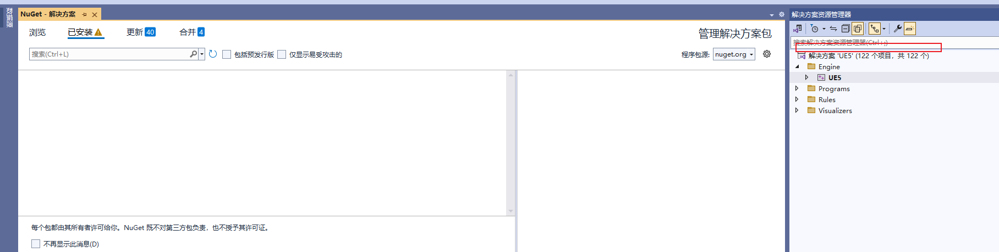 数据源
NuGet - 解决方案
浏览
已安装
更新 40
合并 4
管理解决方案包
搜索(Ctrl+L)
包括预发行版
仅显示易受攻击的
程序包源:
nuget.org
每个包都由其所有者许可给你。NuGet 既不对第三方包负责，也不授予其许可证。
不再显示此消息(D)
解决方案资源管理器
搜索解决方案资源管理器(Ctrl+;)
解决方案 'UE5' (122 个项目，共 122 个)
Engine
UE5
Programs
Rules
Visualizers